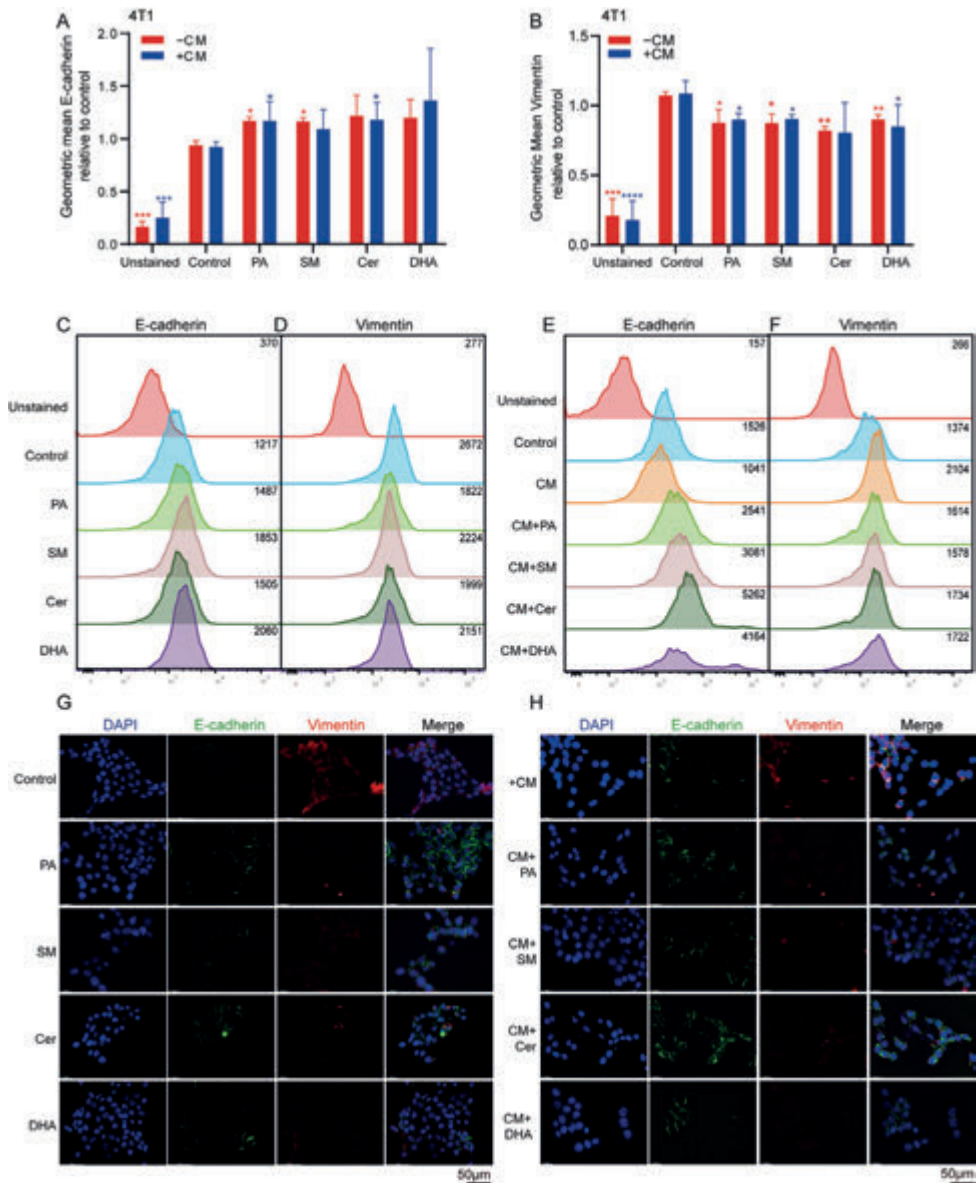 A
4T1
Geometric mean E-cadherin
relative to control
2.0
1.5
1.0
0.5
0.0
−CM
+CM
***
***
*
*
*
*
Unstained Control PA SM Cer DHA
B
4T1
Geometric Mean Vimentin
relative to control
1.5
1.0
0.5
0.0
−CM
+CM
***
****
*
*
*
*
**
**
*
Unstained Control PA SM Cer DHA
C E-cadherin
D Vimentin
Unstained 370 277
Control 1217 2672
PA 1487 1822
SM 1853 2224
Cer 1505 1999
DHA 2060 2151
E E-cadherin
F Vimentin
Unstained 157 266
Control 1526 1374
CM 1041 2104
CM+PA 2541 1614
CM+SM 3081 1578
CM+Cer 5262 1734
CM+DHA 4164 1722
G
DAPI E-cadherin Vimentin Merge
Control
PA
SM
Cer
DHA
50μm
H
DAPI E-cadherin Vimentin Merge
+CM
CM+
PA
CM+
SM
CM+
Cer
CM+
DHA
50μm